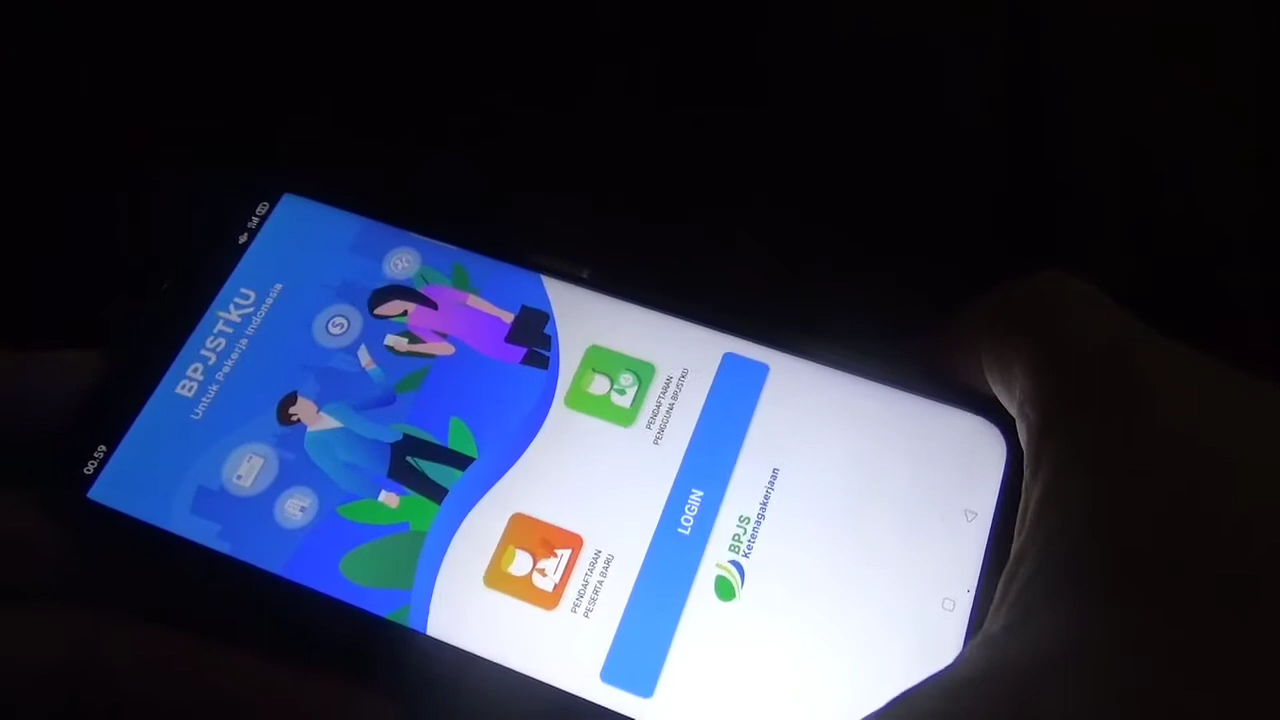 00.59
BPJSTKU
Untuk Pekerja Indonesia
PENDAFTARAN
PESERTA BARU
PENDAFTARAN
PENGGUNA BPJSTKU
LOGIN
BPJS
Ketenagakerjaan